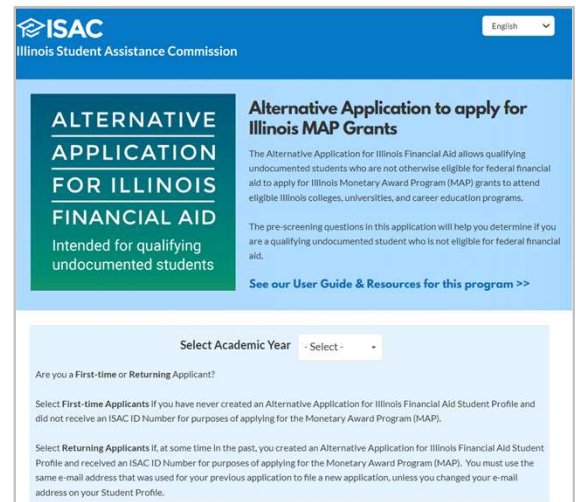 ISAC
Illinois Student Assistance Commission
English
ALTERNATIVE
APPLICATION
FOR ILLINOIS
FINANCIAL AID
Intended for qualifying
undocumented students
Alternative Application to apply for
Illinois MAP Grants
The Alternative Application for Illinois Financial Aid allows qualifying
undocumented students who are not otherwise eligible for federal financial
aid to apply for Illinois Monetary Award Program (MAP) grants to attend
eligible Illinois colleges, universities, and career education programs.
The pre-screening questions in this application will help you determine if you
are a qualifying undocumented student who is not eligible for federal financial
aid.
See our User Guide & Resources for this program >>
Select Academic Year - Select -
Are you a First-time or Returning Applicant?
Select First-time Applicants if you have never created an Alternative Application for Illinois Financial Aid Student Profile and
did not receive an ISAC ID Number for purposes of applying for the Monetary Award Program (MAP).
Select Returning Applicants if, at some time in the past, you created an Alternative Application for Illinois Financial Aid Student
Profile and received an ISAC ID Number for purposes of applying for the Monetary Award Program (MAP). You must use the
same e-mail address that was used for your previous application to file a new application, unless you changed your e-mail
address on your Student Profile.